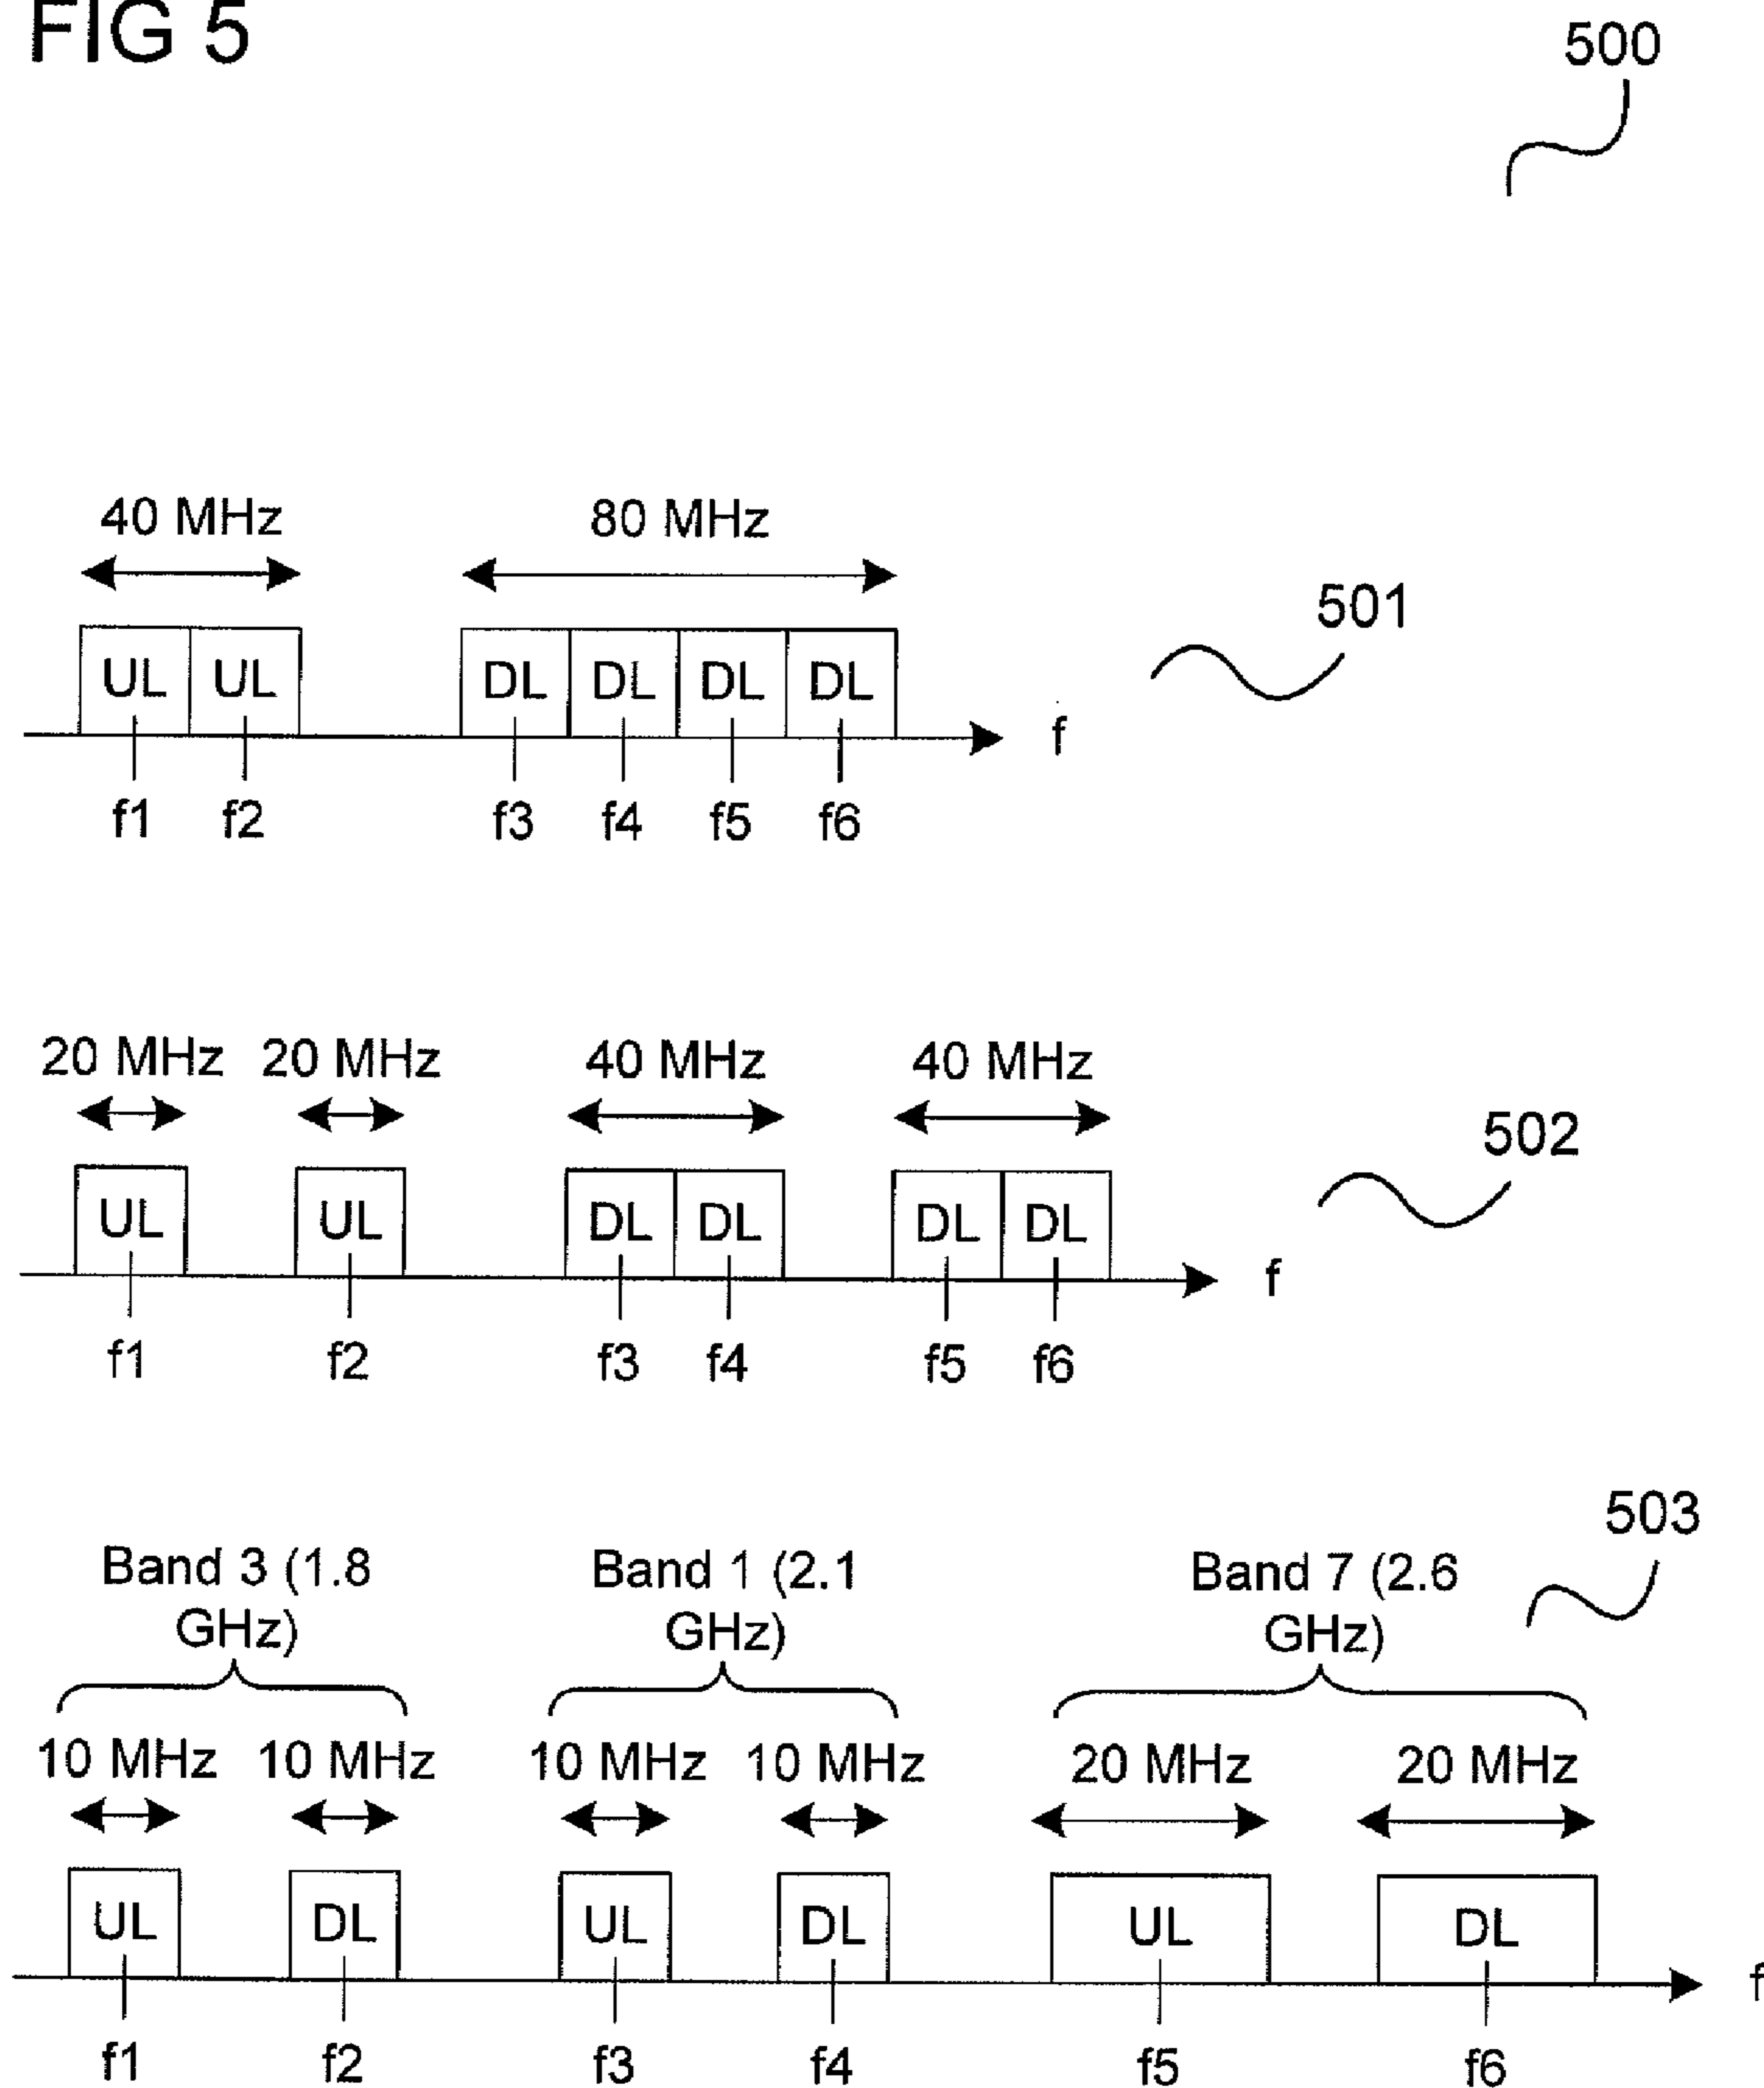 FIG 5
500
40 MHz 80 MHz
501
UL UL DL DL DL DL
f
f1 f2 f3 f4 f5 f6
20 MHz 20 MHz 40 MHz 40 MHz
502
UL UL DL DL DL DL
f
f1 f2 f3 f4 f5 f6
503
Band 3 (1.8
GHz)
Band 1 (2.1
GHz)
Band 7 (2.6
GHz)
10 MHz 10 MHz 10 MHz 10 MHz 20 MHz 20 MHz
UL DL UL DL UL DL
f
f1 f2 f3 f4 f5 f6